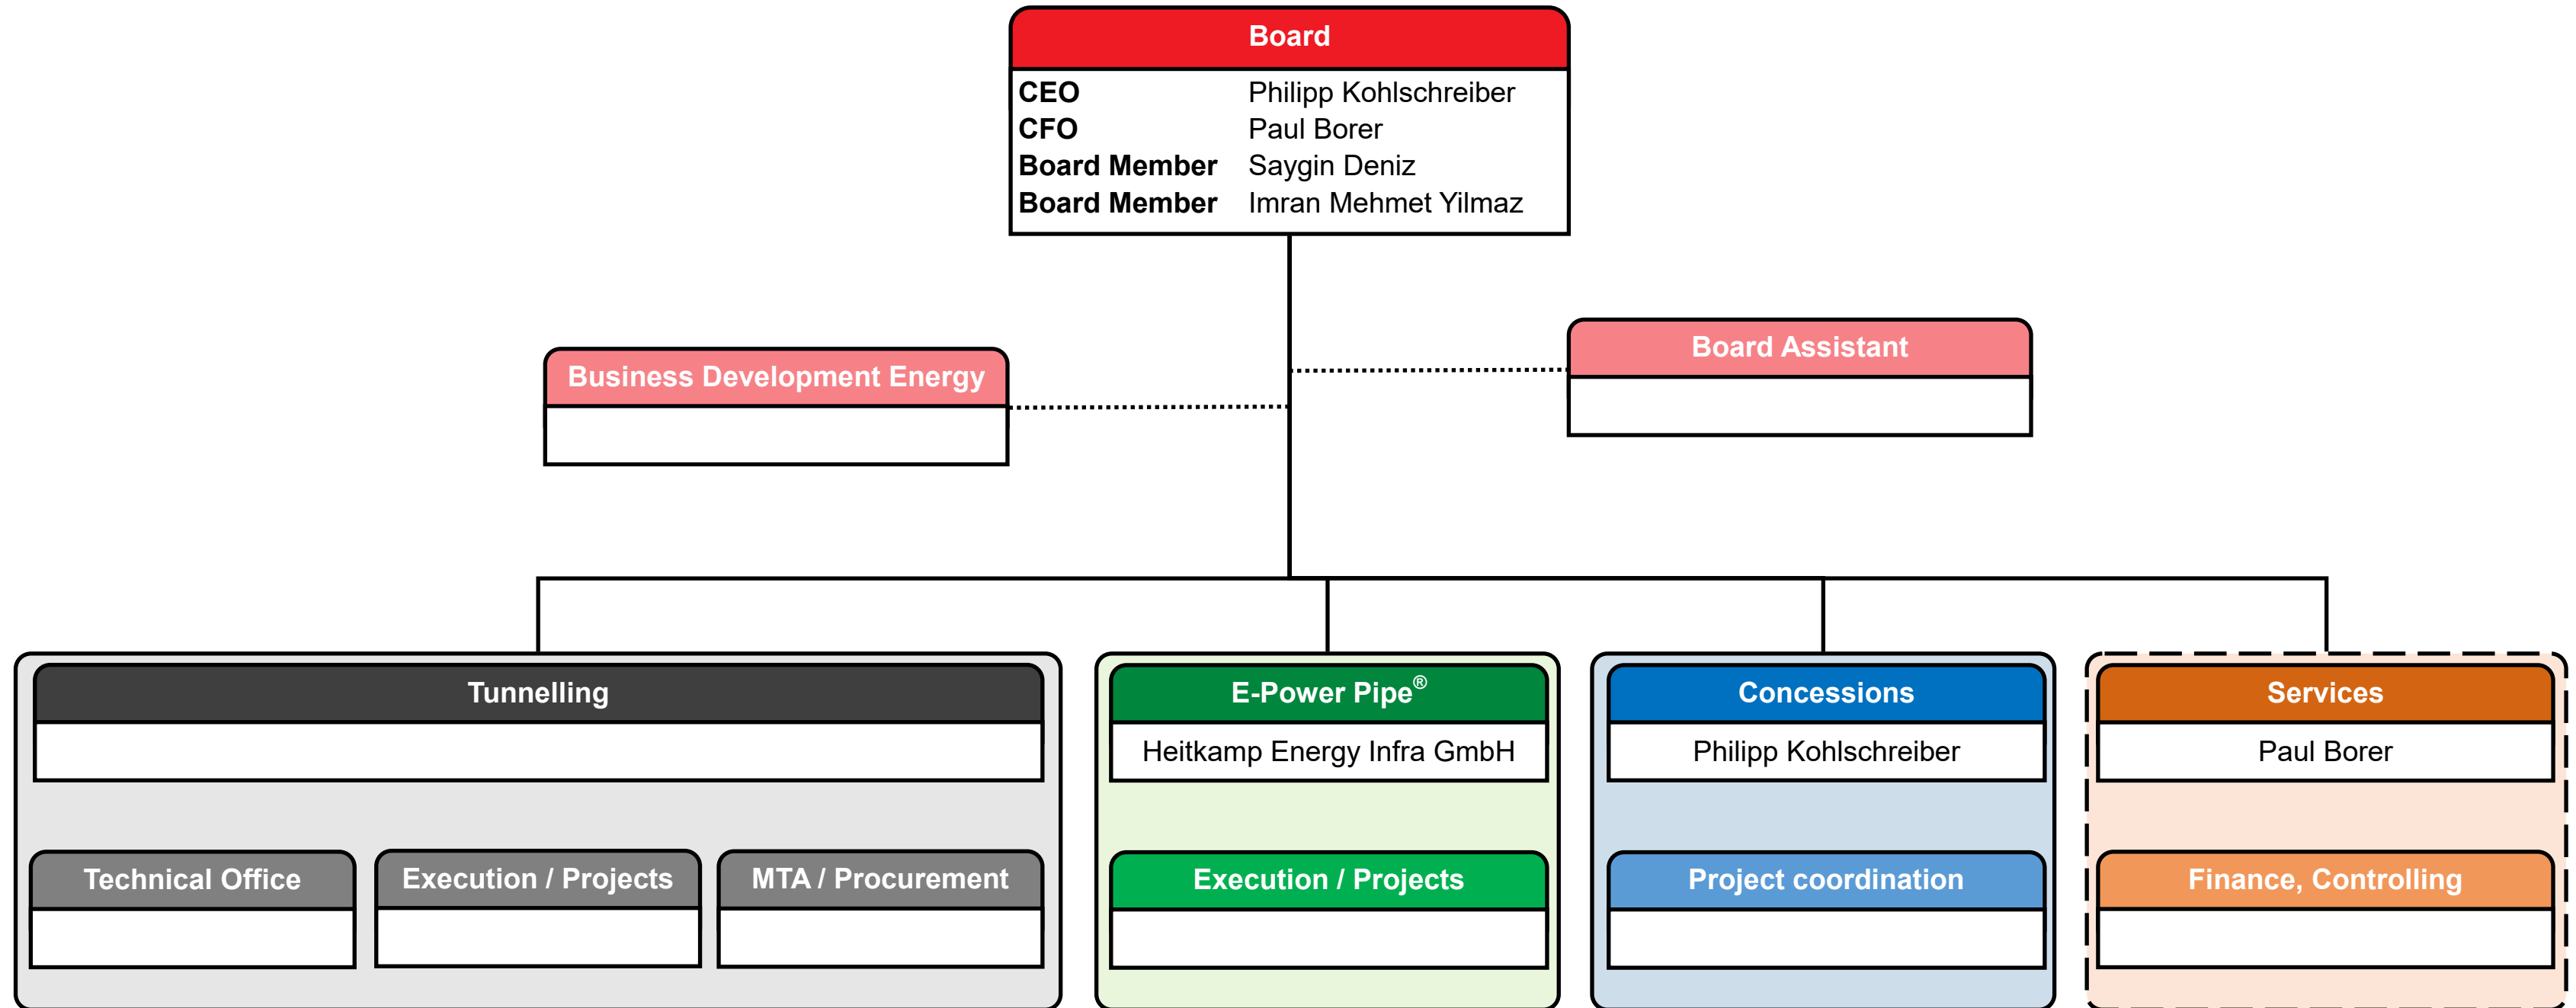 Board
CEO Philipp Kohlschreiber
CFO Paul Borer
Board Member Saygin Deniz
Board Member Imran Mehmet Yilmaz
Board Assistant
Business Development Energy
Tunnelling
E-Power Pipe®
Concessions
Services
Heitkamp Energy Infra GmbH
Philipp Kohlschreiber
Paul Borer
Technical Office
Execution / Projects
MTA / Procurement
Execution / Projects
Project coordination
Finance, Controlling